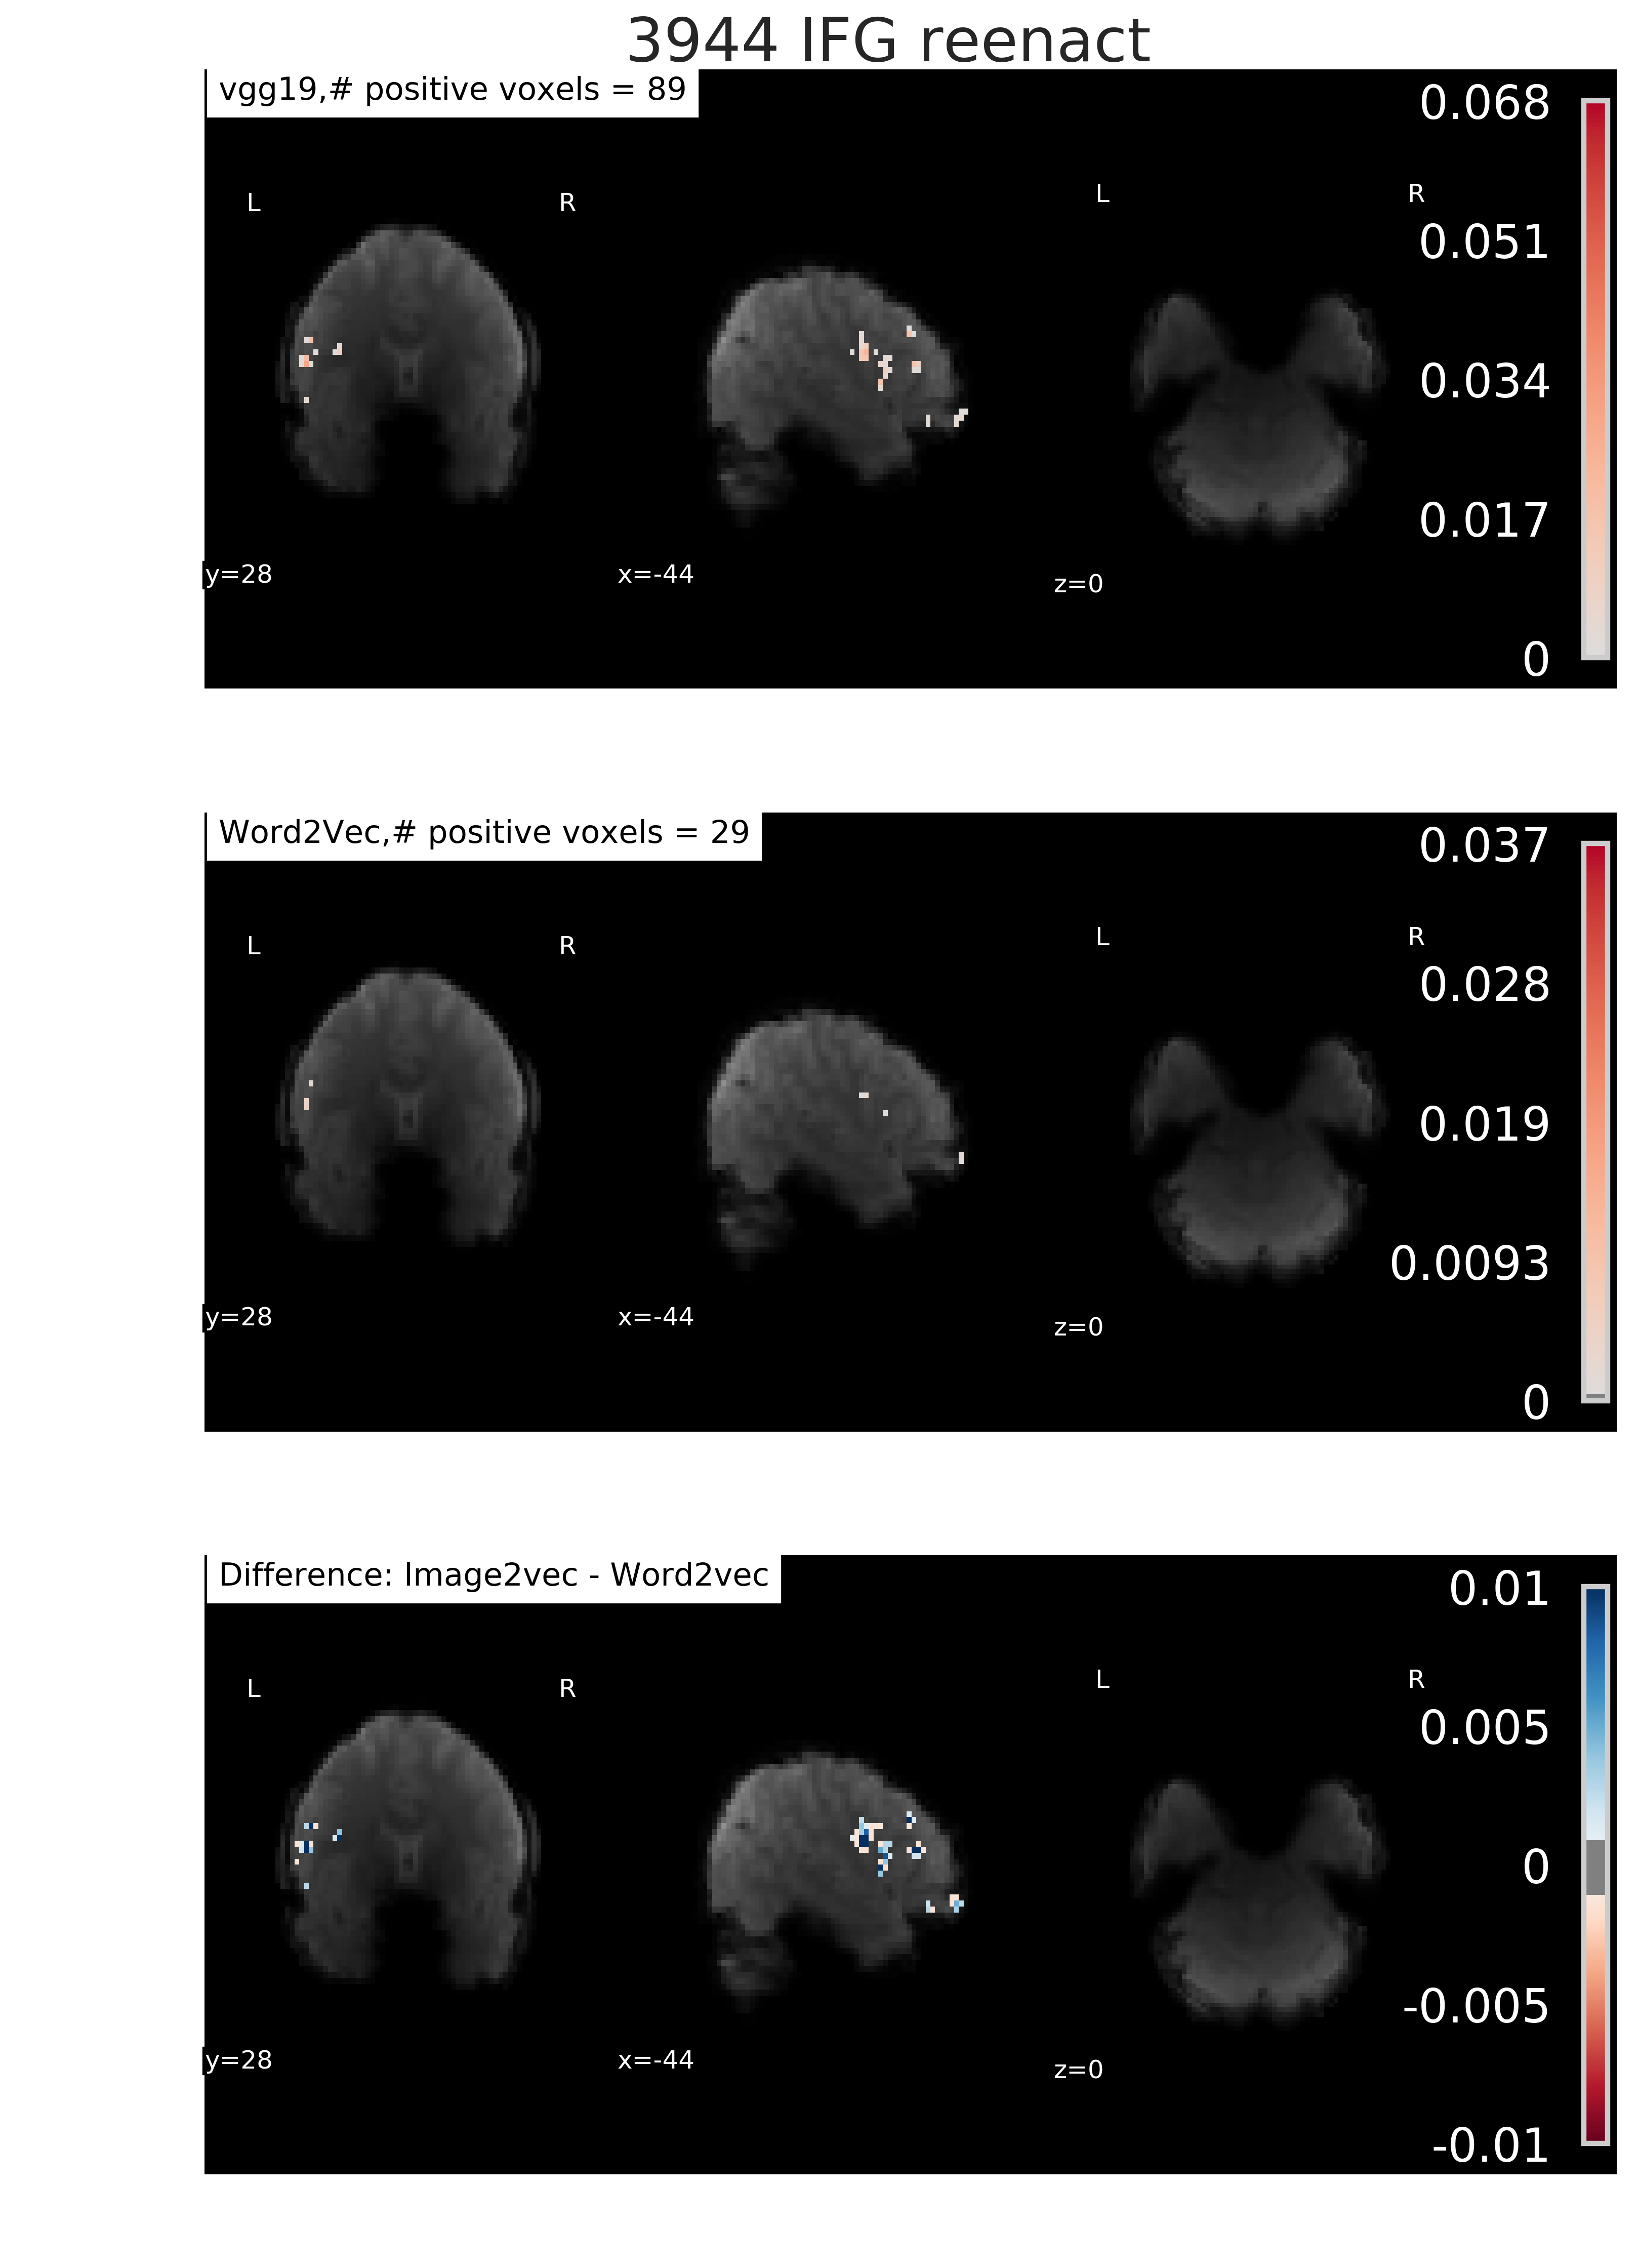 3944 IFG reenact
vgg19,# positive voxels = 89
0.068
L R L R
0.051
0.034
0.017
y=28 x=-44 z=0
0
Word2Vec,# positive voxels = 29
0.037
L R L R
0.028
0.019
0.0093
y=28 x=-44 z=0
0
Difference: Image2vec - Word2vec
0.01
L R L R
0.005
0
-0.005
y=28 x=-44 z=0
-0.01